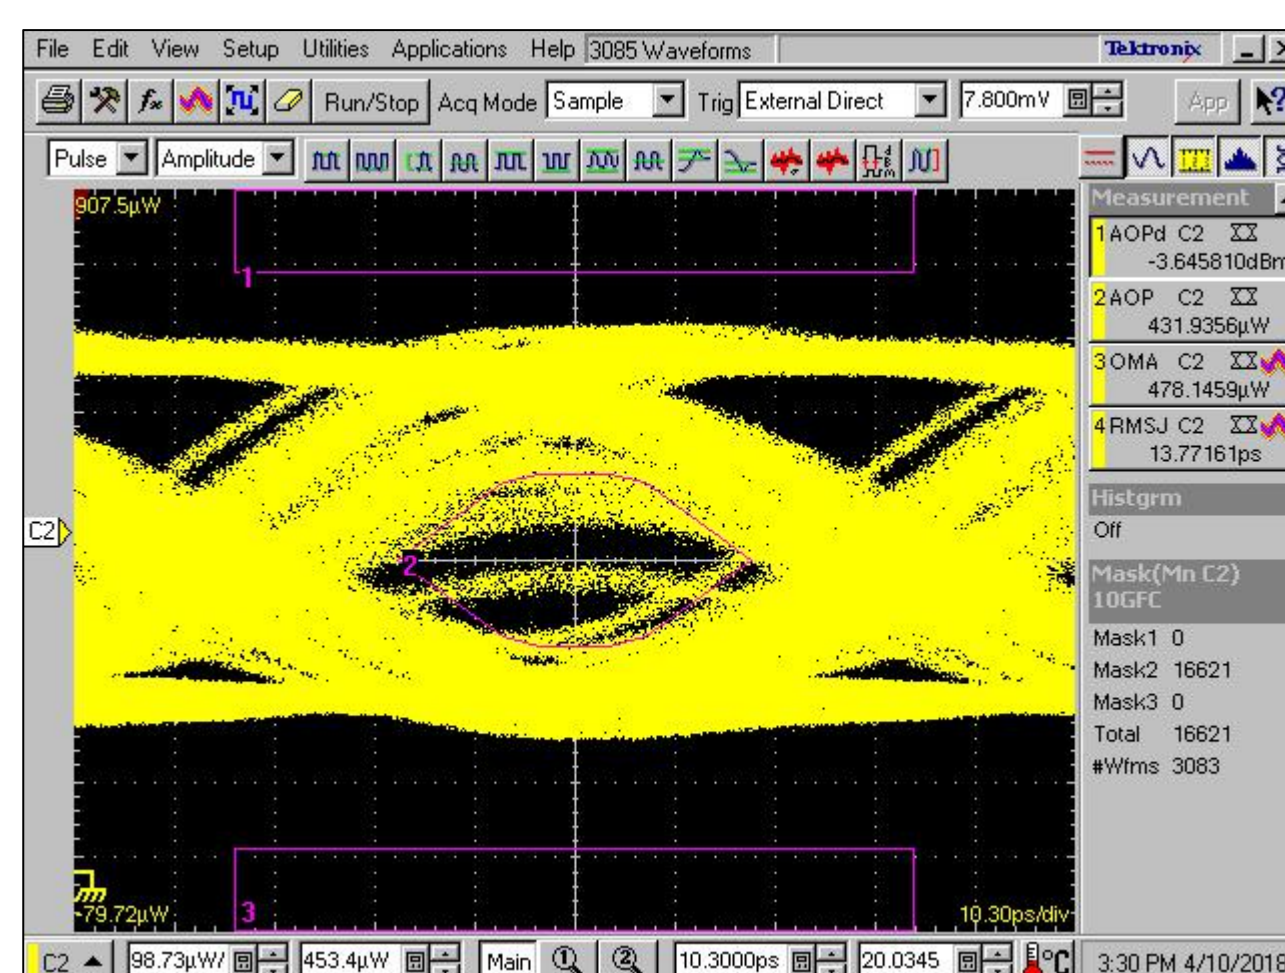 File Edit View Setup Utilities Applications Help 3085 Waveforms Tektronix
Run/Stop Acq Mode Sample Trig External Direct 7.800mV App
Pulse Amplitude
907.5µW
1
2
C2
-79.72µW
3
10.30ps/div
Measurement
1 AOPd C2
-3.645810dBm
2 AOP C2
431.9356µW
3 OMA C2
478.1459µW
4 RMSJ C2
13.77161ps
Histgrm
Off
Mask(Mn C2)
10GFC
Mask1 0
Mask2 16621
Mask3 0
Total 16621
#Wfms 3083
C2 98.73µW/ 453.4µW Main 1 2 10.3000ps 20.0345 °C 3:30 PM 4/10/2013